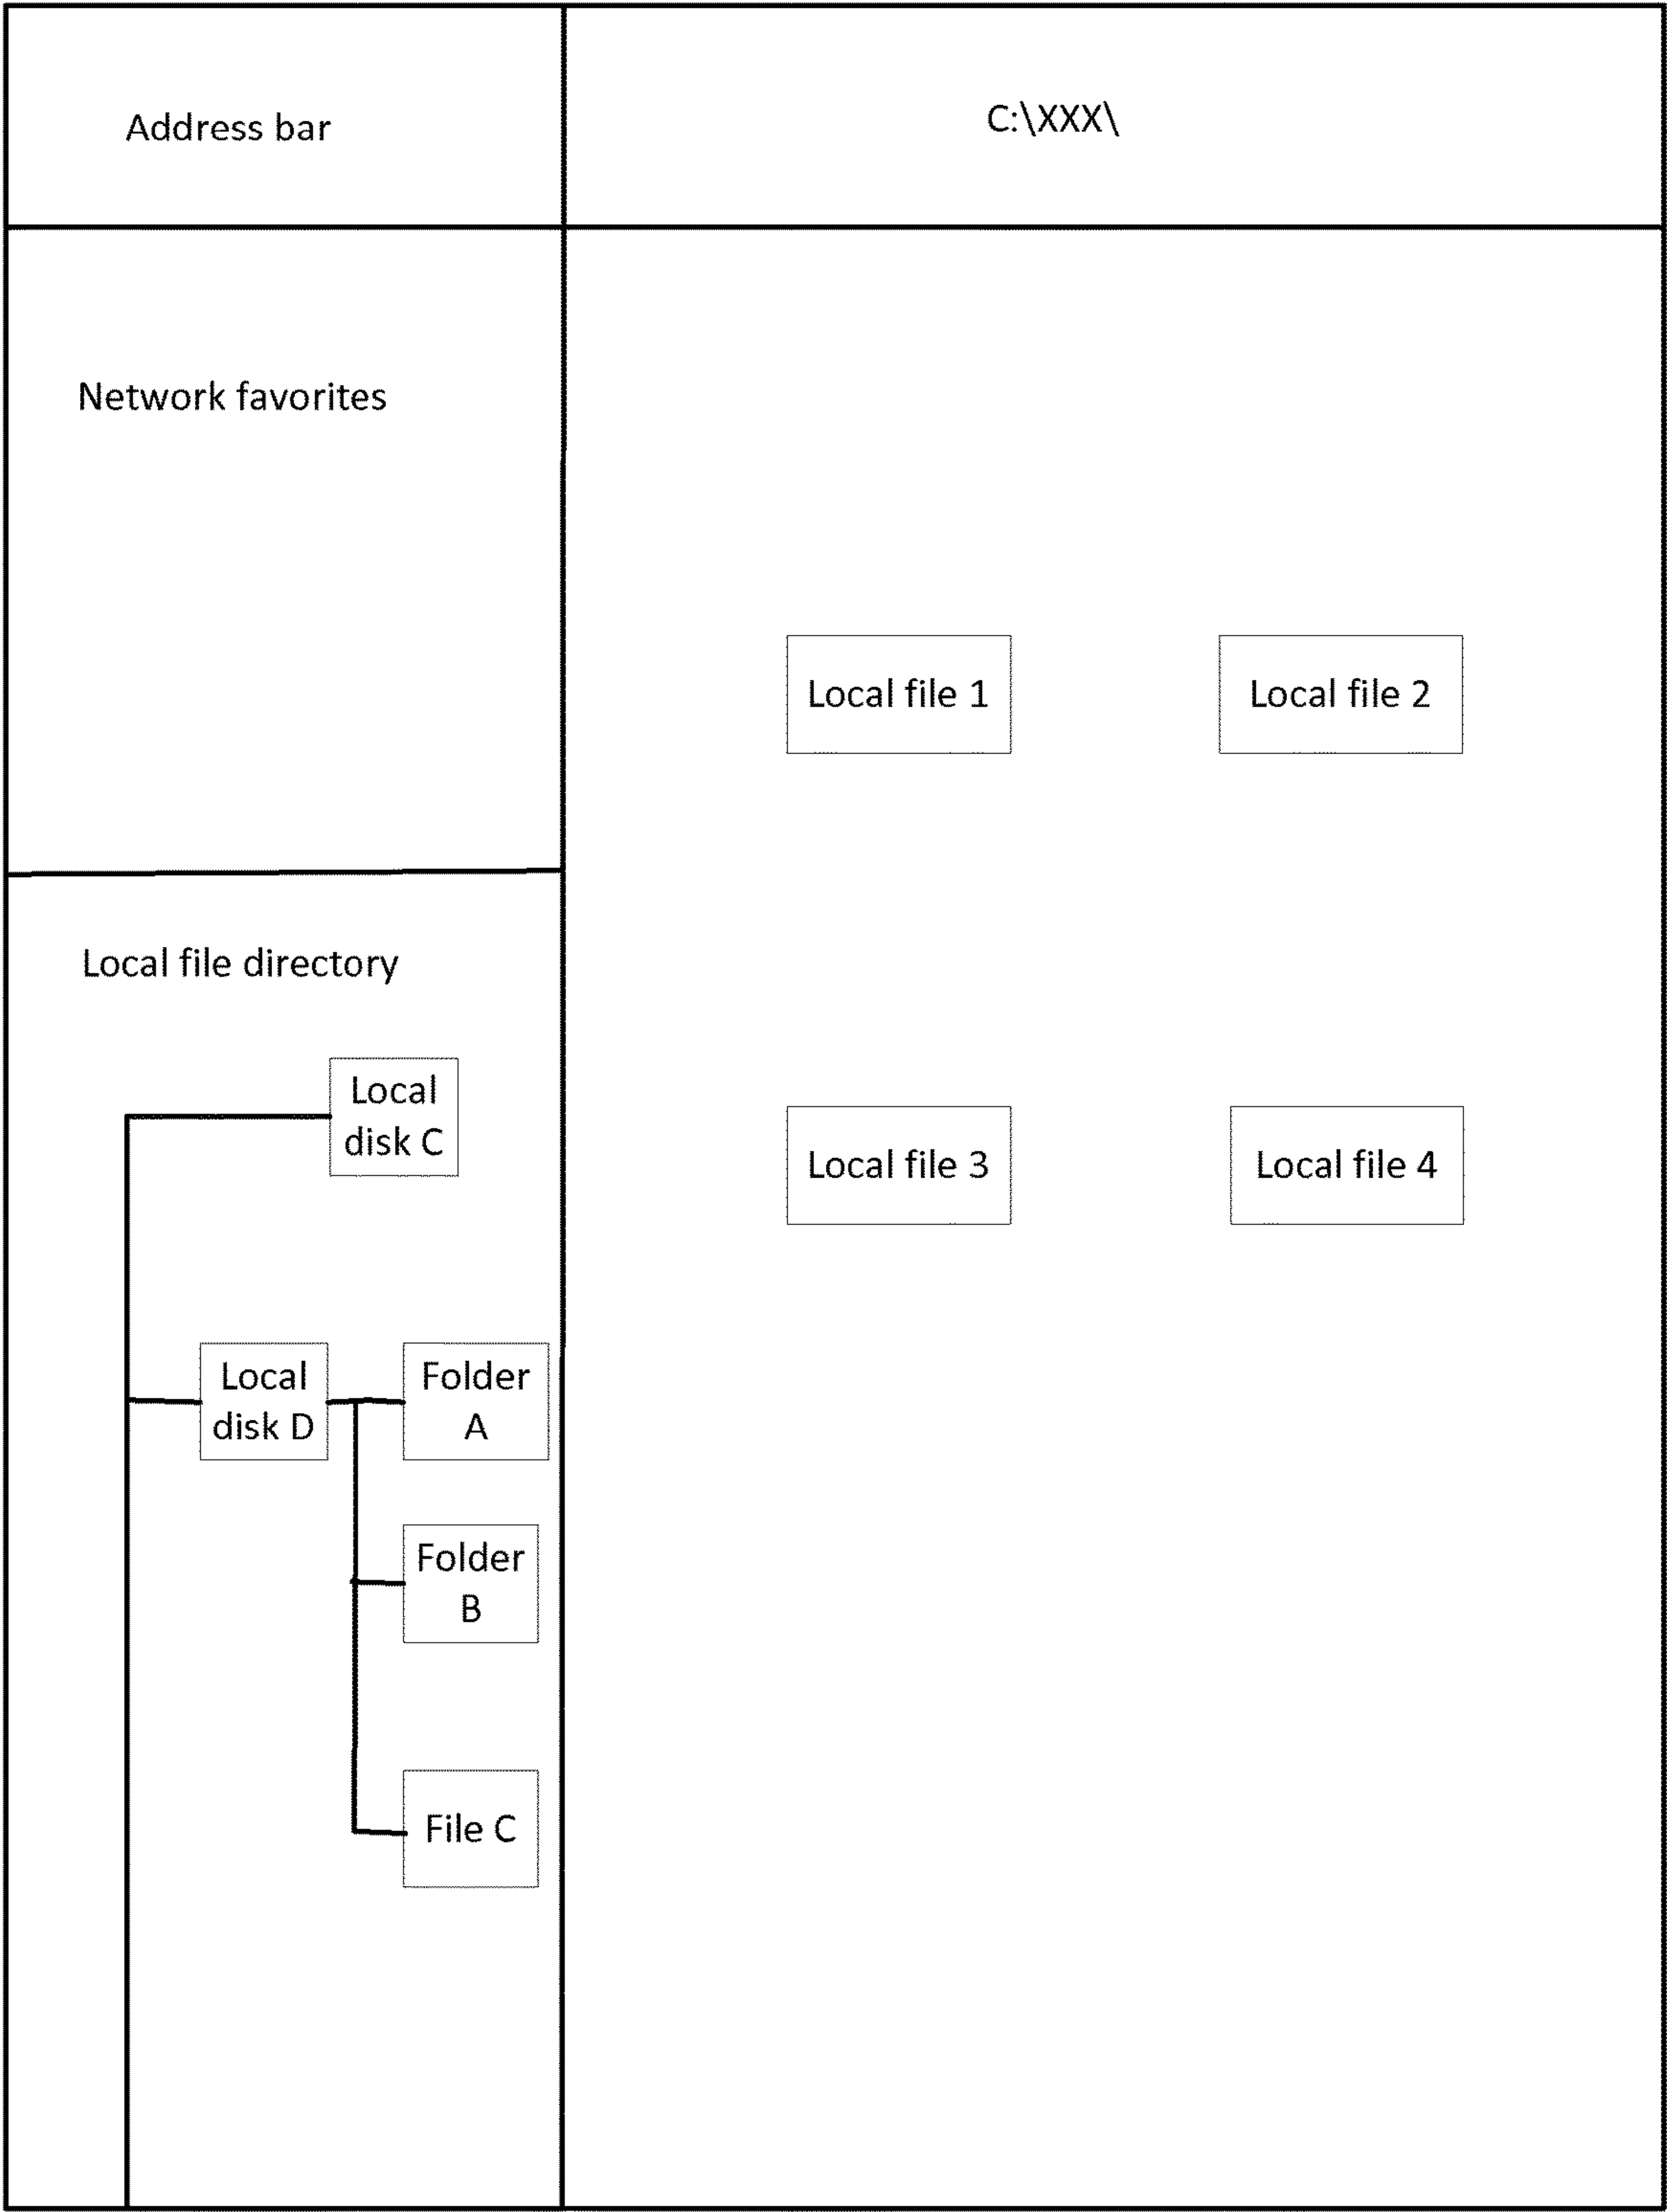 Address bar
C:\XXX\
Network favorites
Local file 1
Local file 2
Local file directory
Local
disk C
Local file 3
Local file 4
Local
disk D
Folder
A
Folder
B
File C